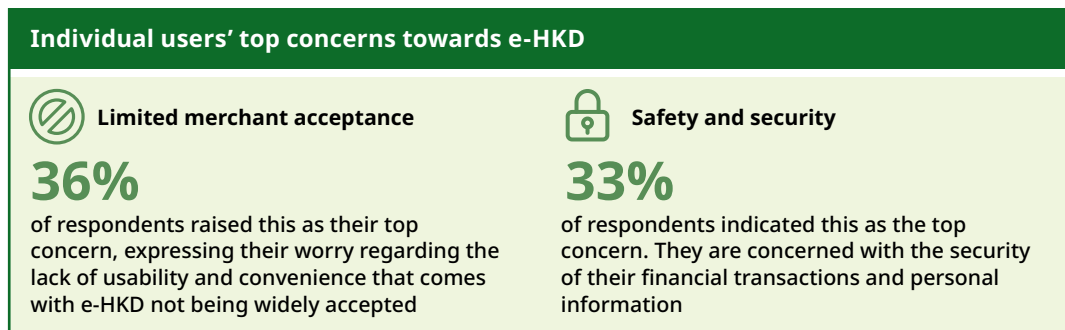 Individual users’ top concerns towards e-HKD
Limited merchant acceptance
36%
of respondents raised this as their top
concern, expressing their worry regarding the
lack of usability and convenience that comes
with e-HKD not being widely accepted
Safety and security
33%
of respondents indicated this as the top
concern. They are concerned with the security
of their financial transactions and personal
information